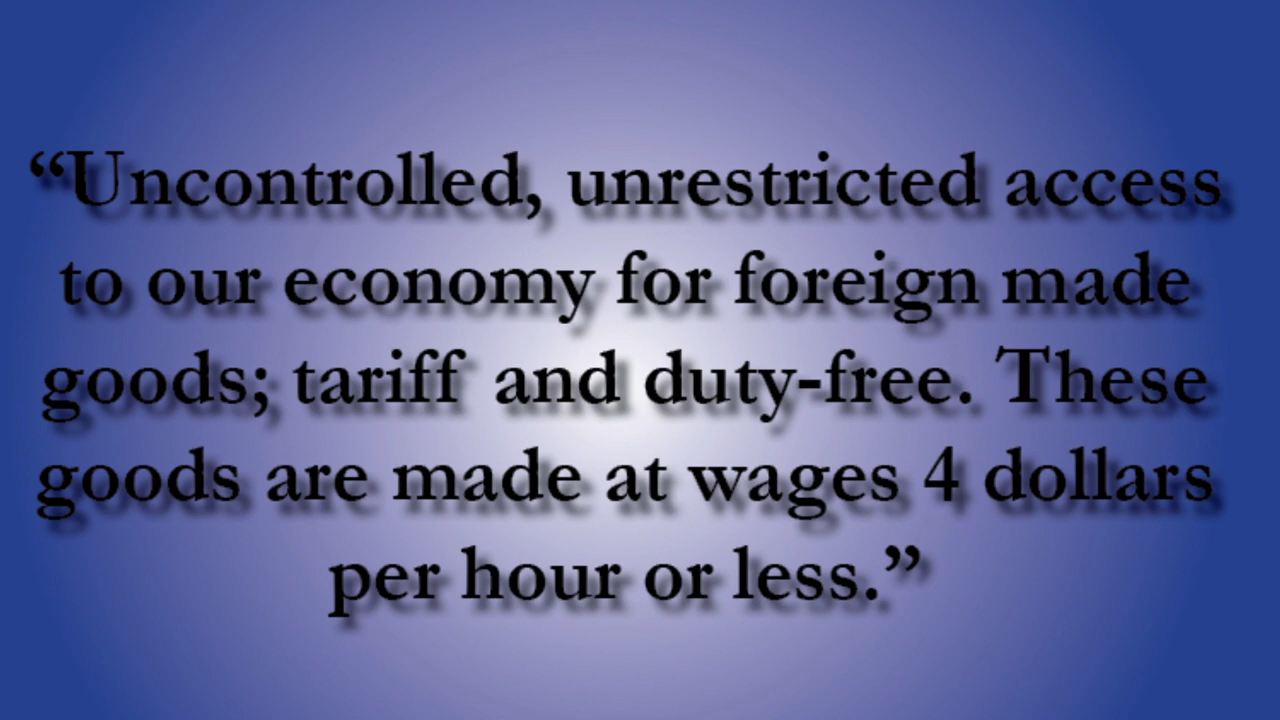 “Uncontrolled, unrestricted access
to our economy for foreign made
goods; tariff and duty-free. These
goods are made at wages 4 dollars
per hour or less.”